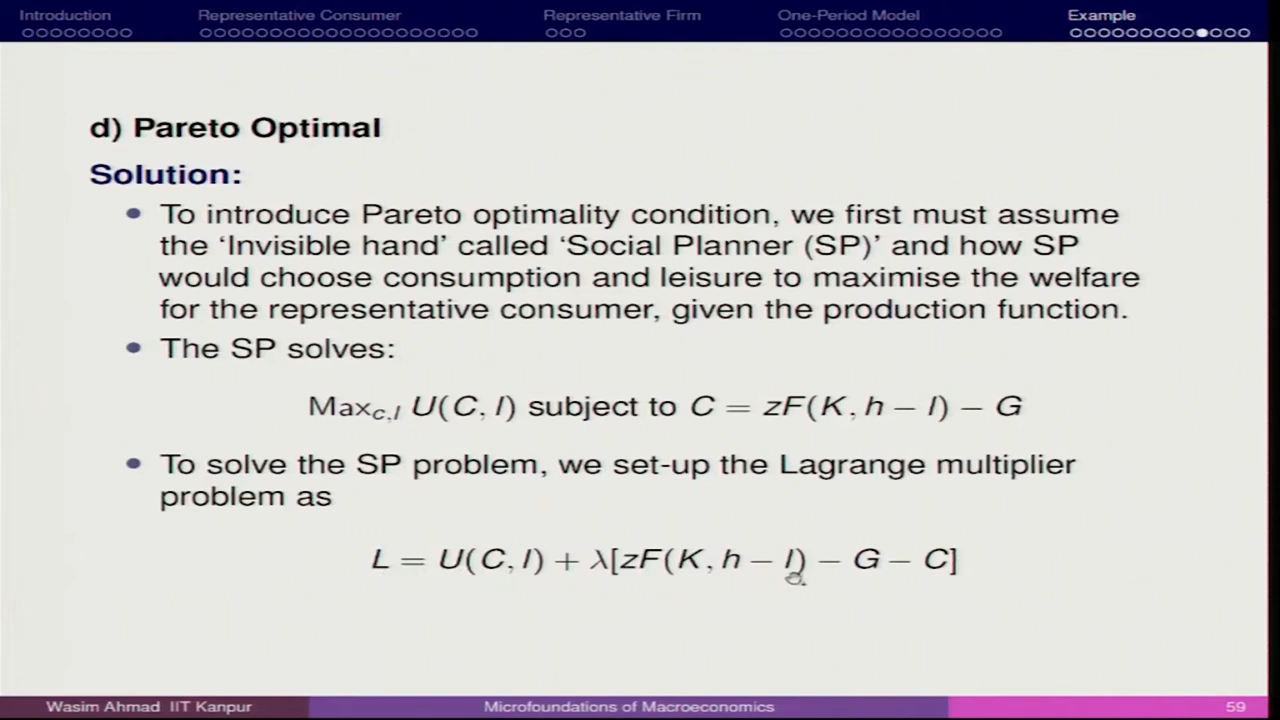 Introduction Representative Consumer Representative Firm One-Period Model Example
d) Pareto Optimal
Solution:
To introduce Pareto optimality condition, we first must assume
the ‘Invisible hand’ called ‘Social Planner (SP)’ and how SP
would choose consumption and leisure to maximise the welfare
for the representative consumer, given the production function.
The SP solves:
Max_{c,l} U(C, l) subject to C = zF(K, h − l) − G
To solve the SP problem, we set-up the Lagrange multiplier
problem as
L = U(C, l) + λ[zF(K, h − l) − G − C]
Wasim Ahmad IIT Kanpur Microfoundations of Macroeconomics 59